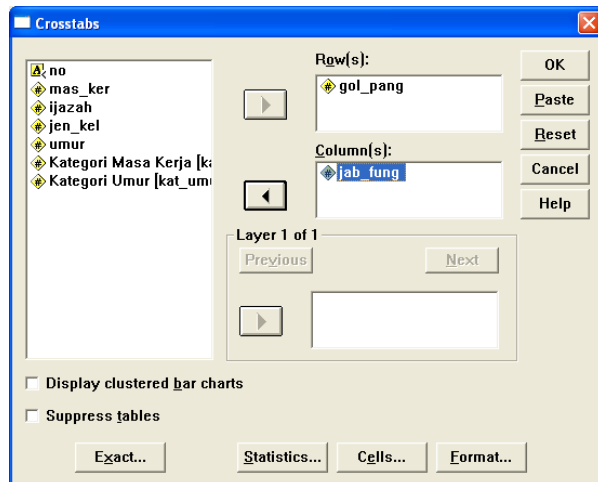 Crosstabs
no
mas_ker
ijazah
jen_kel
umur
Kategori Masa Kerja [ka
Kategori Umur [kat_um
Row(s):
gol_pang
Column(s):
jab_fung
Layer 1 of 1
Previous
Next
OK
Paste
Reset
Cancel
Help
Display clustered bar charts
Suppress tables
Exact...
Statistics...
Cells...
Format...